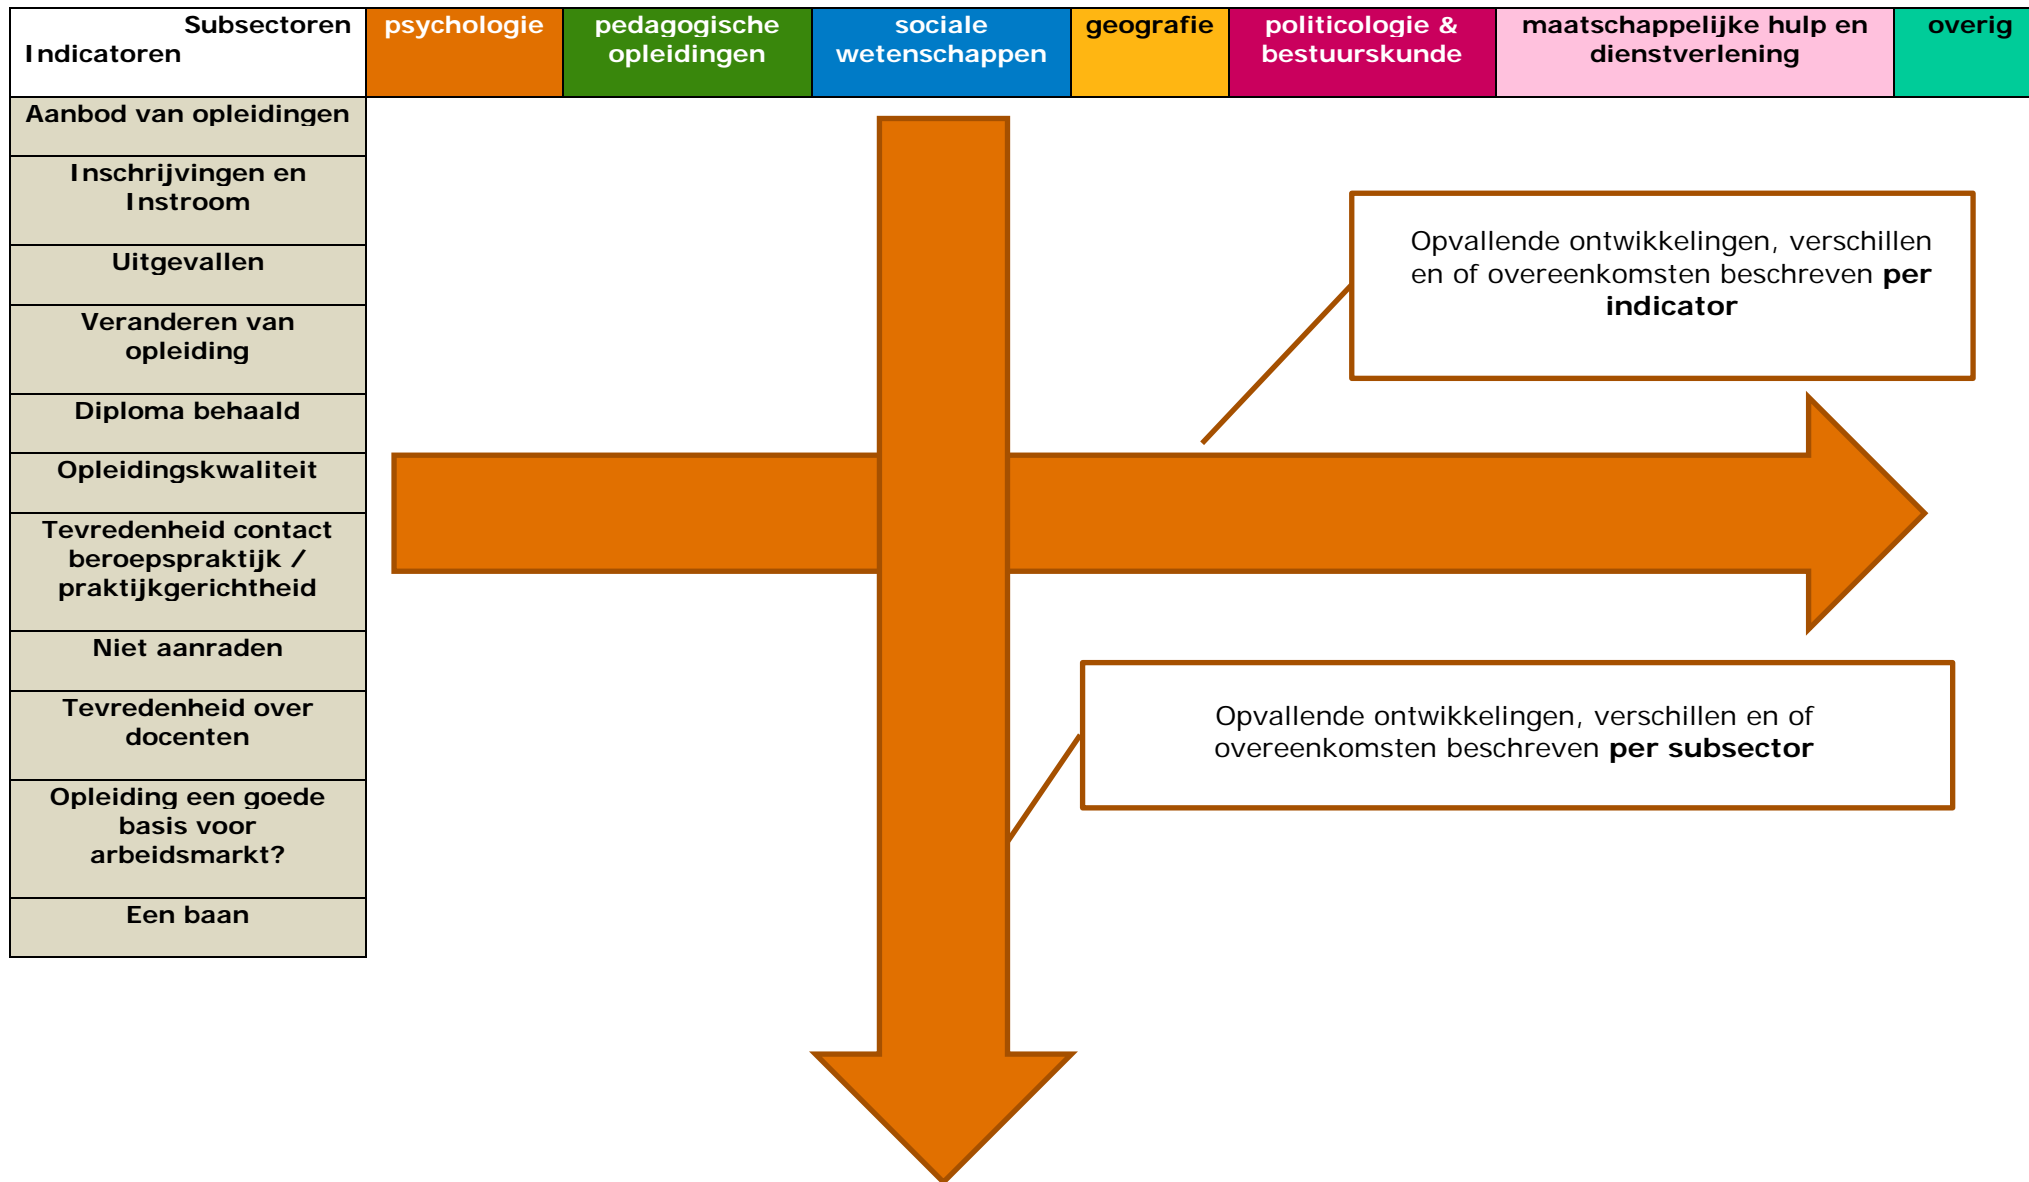 Subsectoren
Indicatoren
psychologie
pedagogische
opleidingen
sociale
wetenschappen
geografie
politicologie &
bestuurskunde
maatschappelijke hulp en
dienstverlening
overig
Aanbod van opleidingen
Inschrijvingen en
Instroom
Uitgevallen
Veranderen van
opleiding
Diploma behaald
Opleidingskwaliteit
Tevredenheid contact
beroepspraktijk /
praktijkgerichtheid
Niet aanraden
Tevredenheid over
docenten
Opleiding een goede
basis voor
arbeidsmarkt?
Een baan
Opvallende ontwikkelingen, verschillen
en of overeenkomsten beschreven per
indicator
Opvallende ontwikkelingen, verschillen en of
overeenkomsten beschreven per subsector